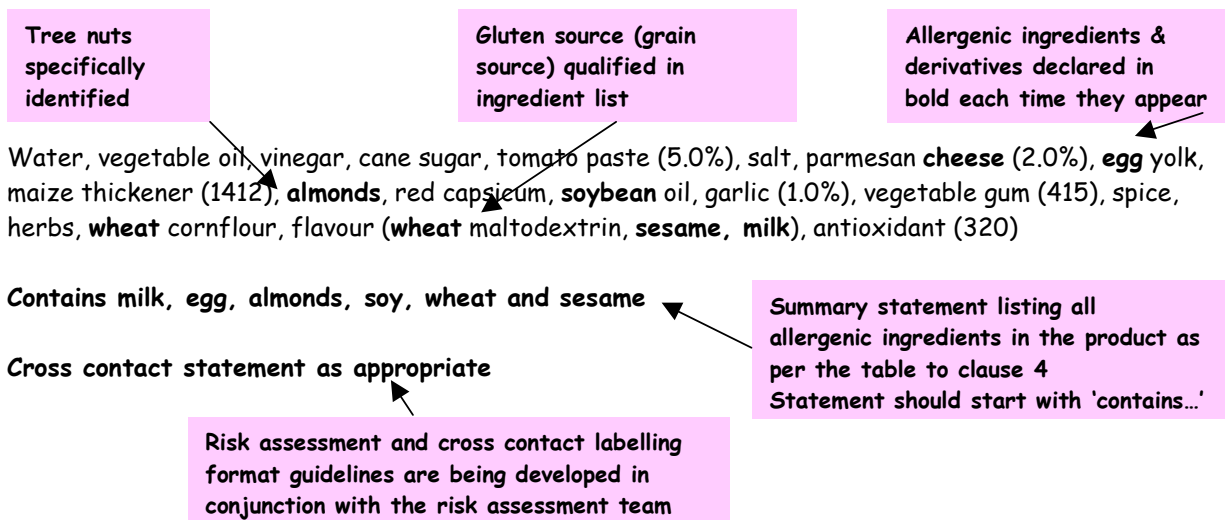 Tree nuts
specifically
identified
Gluten source (grain
source) qualified in
ingredient list
Allergenic ingredients &
derivatives declared in
bold each time they appear
Water, vegetable oil, vinegar, cane sugar, tomato paste (5.0%), salt, parmesan cheese (2.0%), egg yolk,
maize thickener (1412), almonds, red capsicum, soybean oil, garlic (1.0%), vegetable gum (415), spice,
herbs, wheat cornflour, flavour (wheat maltodextrin, sesame, milk), antioxidant (320)
Contains milk, egg, almonds, soy, wheat and sesame
Summary statement listing all
allergenic ingredients in the product as
per the table to clause 4
Statement should start with ‘contains…’
Cross contact statement as appropriate
Risk assessment and cross contact labelling
format guidelines are being developed in
conjunction with the risk assessment team